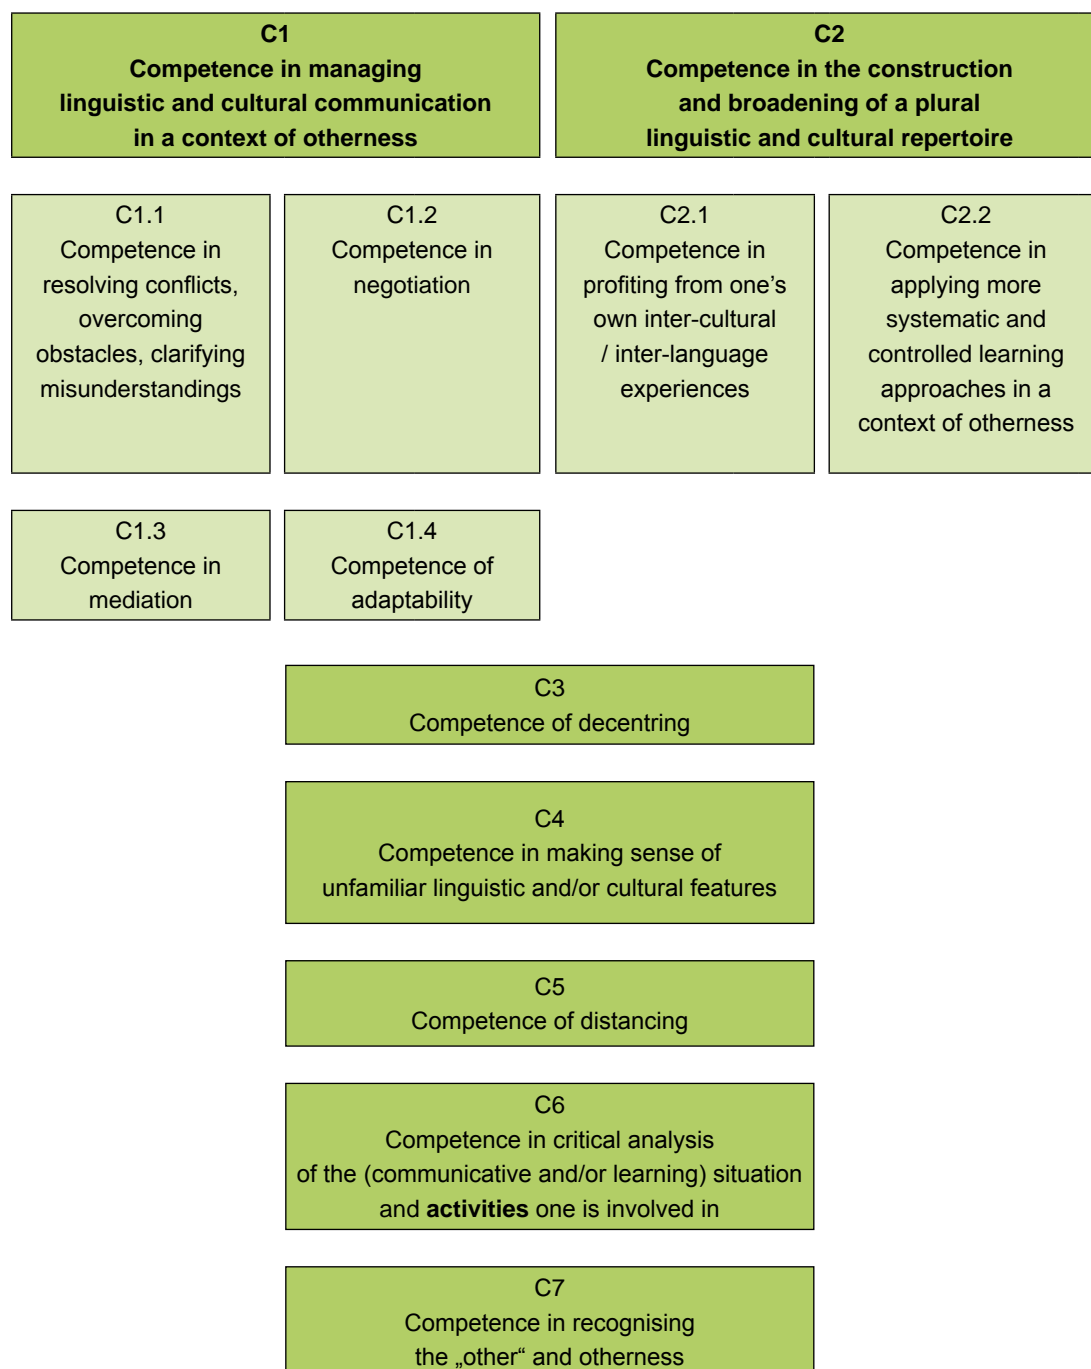 C1
Competence in managing
linguistic and cultural communication
in a context of otherness
C2
Competence in the construction
and broadening of a plural
linguistic and cultural repertoire
C1.1
Competence in
resolving conflicts,
overcoming
obstacles, clarifying
misunderstandings
C1.2
Competence in
negotiation
C2.1
Competence in
profiting from one’s
own inter-cultural
/ inter-language
experiences
C2.2
Competence in
applying more
systematic and
controlled learning
approaches in a
context of otherness
C1.3
Competence in
mediation
C1.4
Competence of
adaptability
C3
Competence of decentring
C4
Competence in making sense of
unfamiliar linguistic and/or cultural features
C5
Competence of distancing
C6
Competence in critical analysis
of the (communicative and/or learning) situation
and activities one is involved in
C7
Competence in recognising
the „other“ and otherness